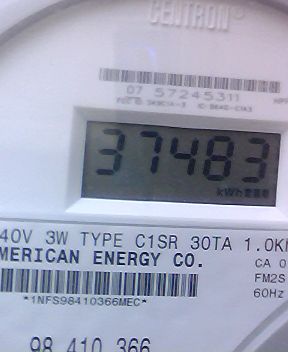 CENTRON®
07 57245311
37483
kWh
40V 3W TYPE C1SR 30TA 1.0K
MERICAN ENERGY CO.
CA 0
FM2S
60Hz
*1NFS98410366MEC*
98 410 366